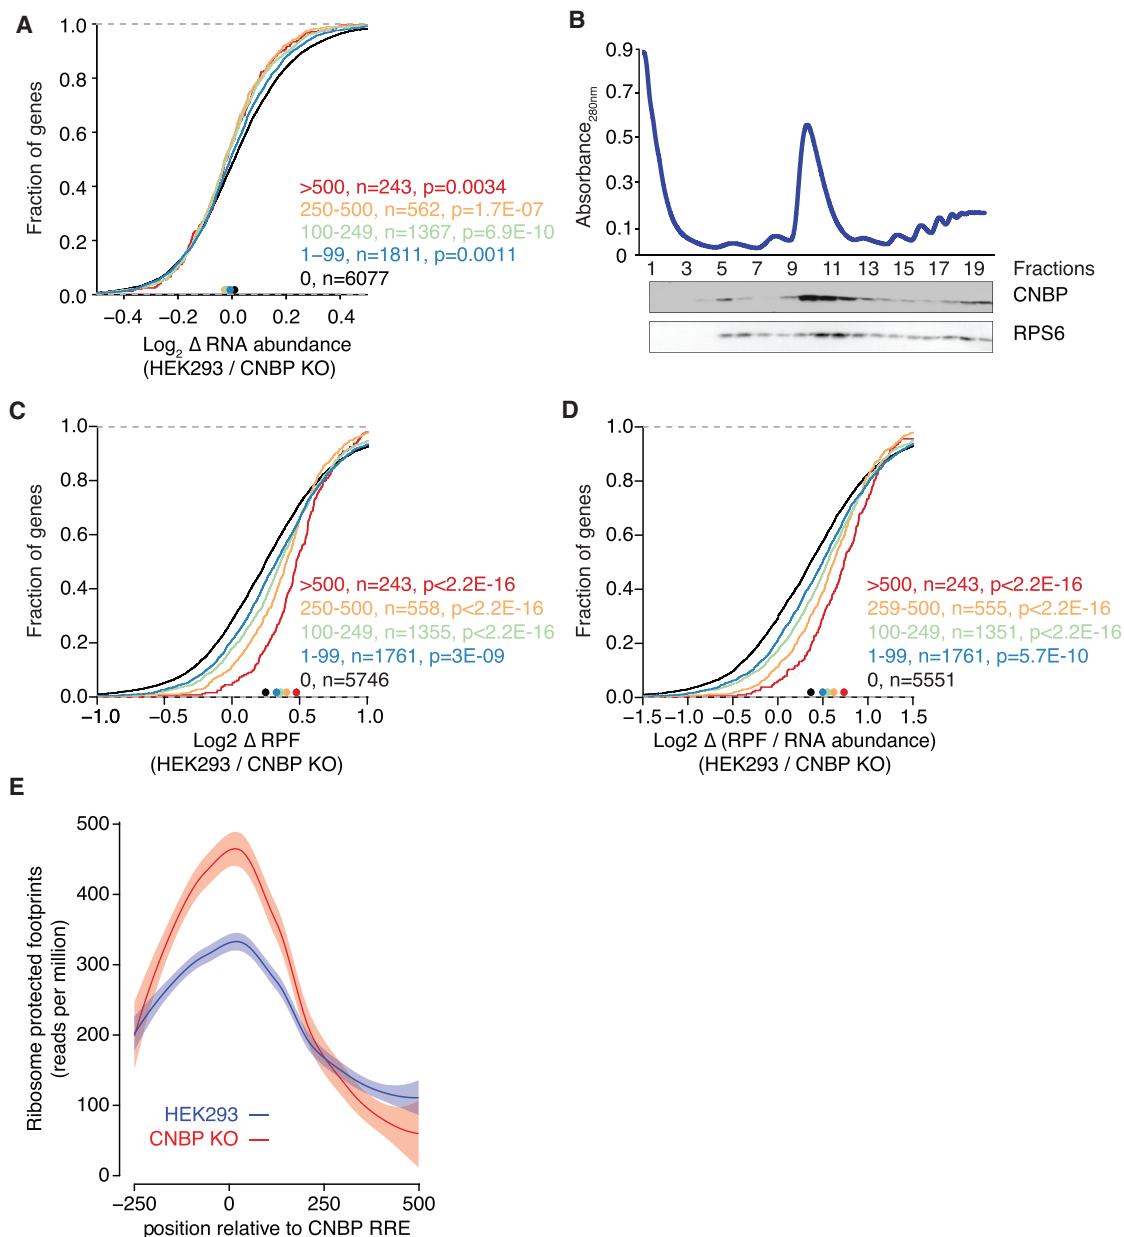 A
1.0
0.8
0.6
0.4
0.2
0.0
Fraction of genes
>500, n=243, p=0.0034
250-500, n=562, p=1.7E-07
100-249, n=1367, p=6.9E-10
1–99, n=1811, p=0.0011
0, n=6077
−0.4 −0.2 0.0 0.2 0.4
Log2 Δ RNA abundance
(HEK293 / CNBP KO)
B
0.9
0.7
0.5
0.3
0.1
0
Absorbance280nm
1 3 5 7 9 11 13 15 17 19 Fractions
CNBP
RPS6
C
1.0
0.8
0.6
0.4
0.2
0.0
Fraction of genes
>500, n=243, p<2.2E-16
250-500, n=558, p<2.2E-16
100-249, n=1355, p<2.2E-16
1-99, n=1761, p=3E-09
0, n=5746
−1.0 −0.5 0.0 0.5 1.0
Log2 Δ RPF
(HEK293 / CNBP KO)
D
1.0
0.8
0.6
0.4
0.2
0.0
Fraction of genes
>500, n=243, p<2.2E-16
259-500, n=555, p<2.2E-16
100-249, n=1351, p<2.2E-16
1-99, n=1761, p=5.7E-10
0, n=5551
−1.5 −1.0 −0.5 0.0 0.5 1.0 1.5
Log2 Δ (RPF / RNA abundance)
(HEK293 / CNBP KO)
E
500
400
300
200
100
0
Ribosome protected footprints
(reads per million)
HEK293
CNBP KO
−250 0 250 500
position relative to CNBP RRE